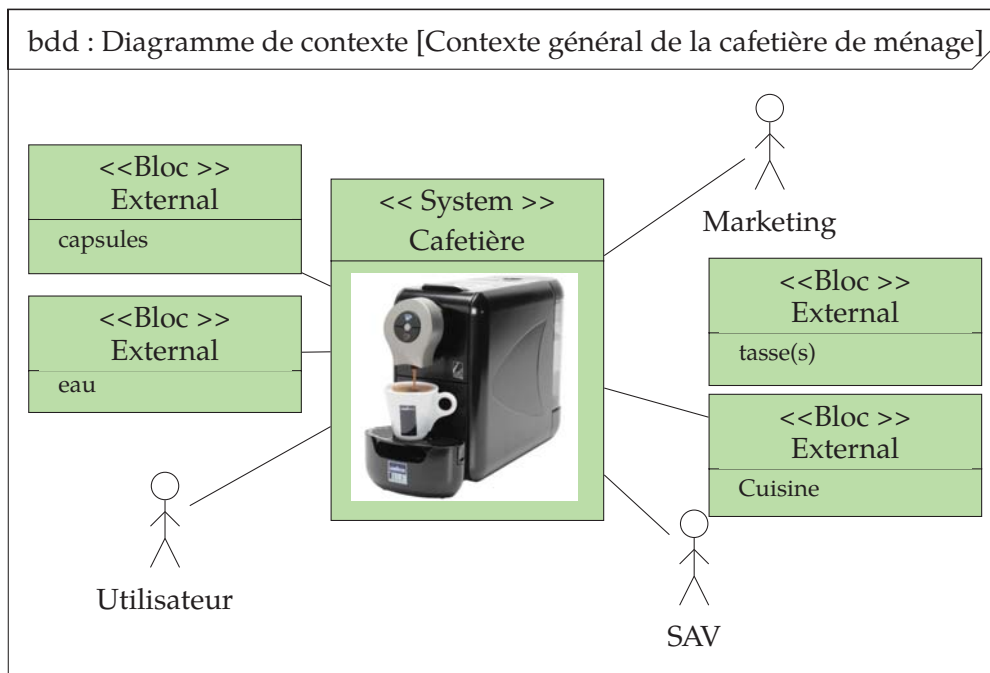 bdd : Diagramme de contexte [Contexte général de la cafetière de ménage]
<<Bloc >>
External
capsules
<<Bloc >>
External
eau
Utilisateur
<< System >>
Cafetière
Marketing
<<Bloc >>
External
tasse(s)
<<Bloc >>
External
Cuisine
SAV